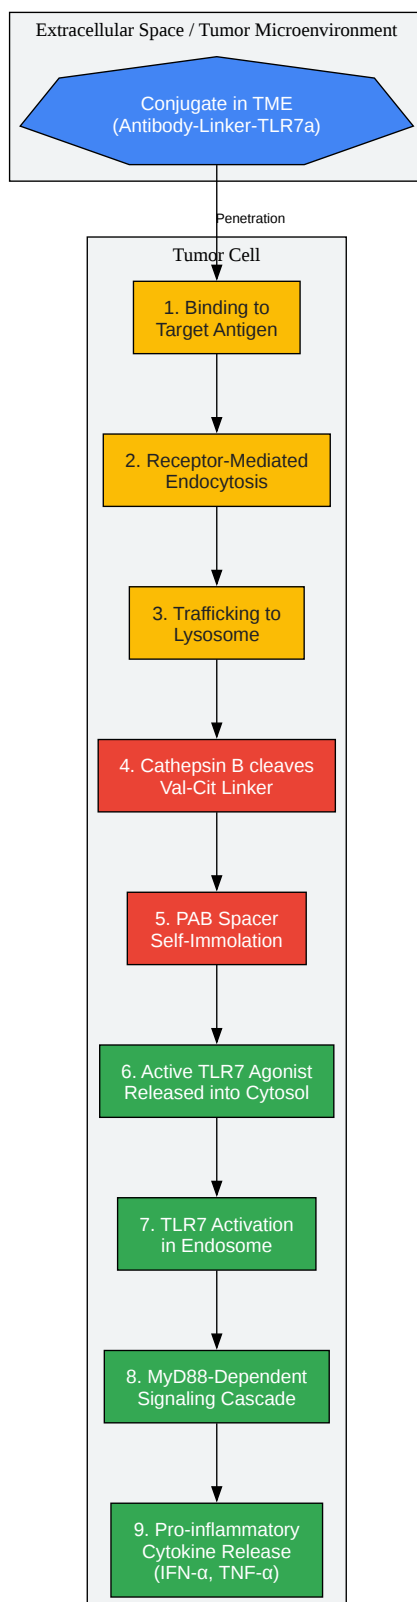 Extracellular Space / Tumor Microenvironment
Conjugate in TME
(Antibody-Linker-TLR7a)
Penetration
Tumor Cell
1. Binding to
Target Antigen
2. Receptor-Mediated
Endocytosis
3. Trafficking to
Lysosome
4. Cathepsin B cleaves
Val-Cit Linker
5. PAB Spacer
Self-Immolation
6. Active TLR7 Agonist
Released into Cytosol
7. TLR7 Activation
in Endosome
8. MyD88-Dependent
Signaling Cascade
9. Pro-inflammatory
Cytokine Release
(IFN-α, TNF-α)